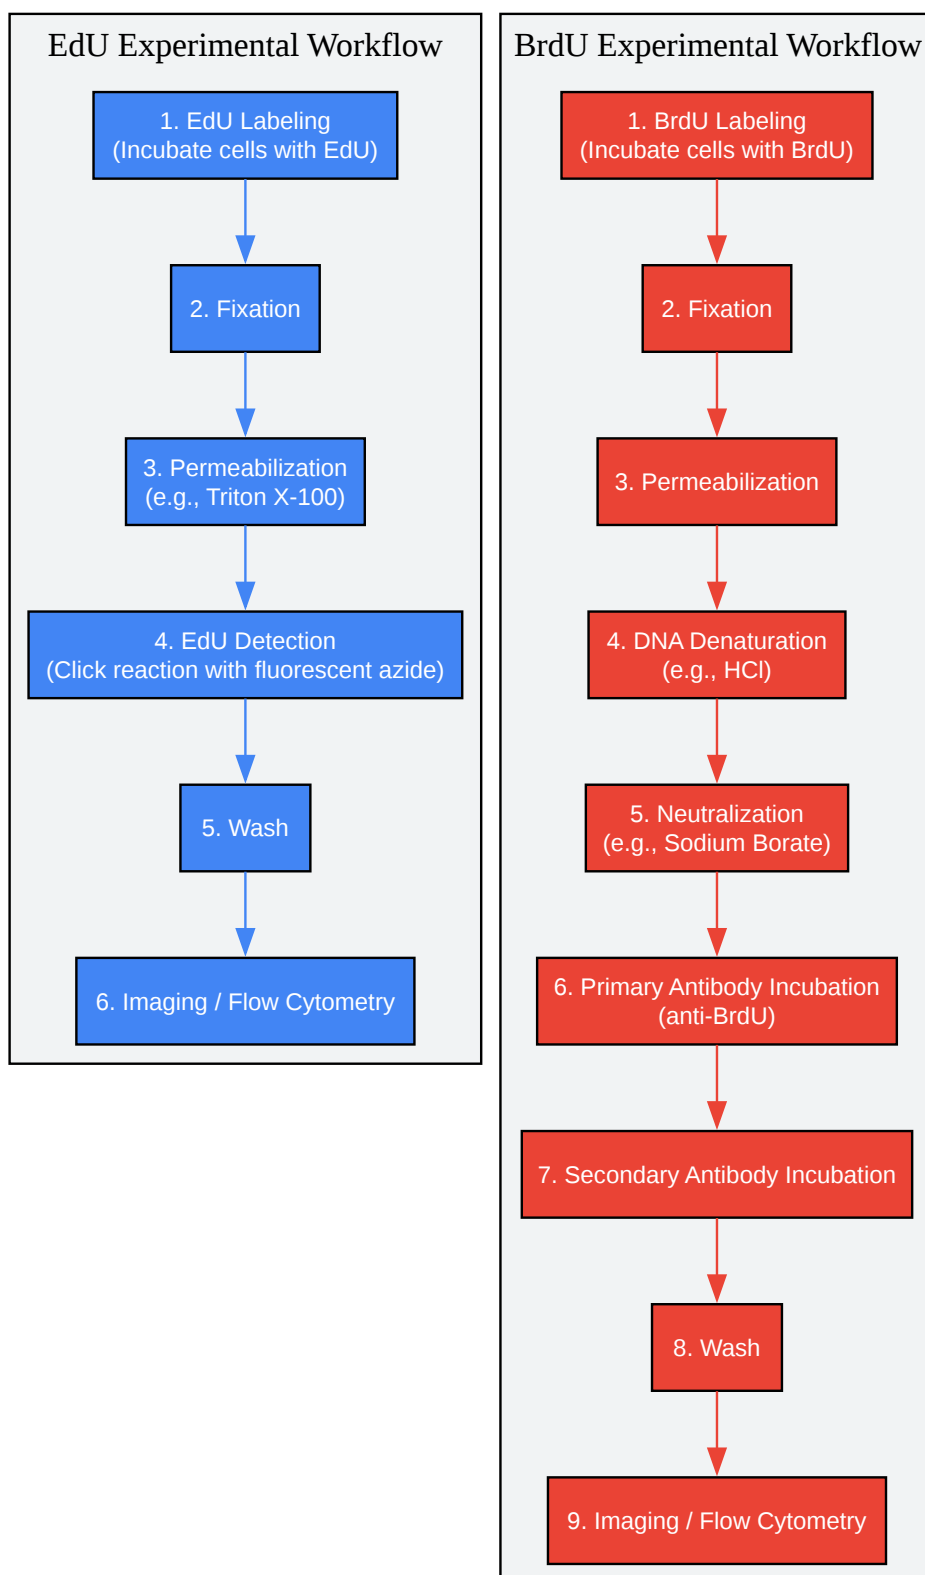 EdU Experimental Workflow
1. EdU Labeling
(Incubate cells with EdU)
2. Fixation
3. Permeabilization
(e.g., Triton X-100)
4. EdU Detection
(Click reaction with fluorescent azide)
5. Wash
6. Imaging / Flow Cytometry
BrdU Experimental Workflow
1. BrdU Labeling
(Incubate cells with BrdU)
2. Fixation
3. Permeabilization
4. DNA Denaturation
(e.g., HCl)
5. Neutralization
(e.g., Sodium Borate)
6. Primary Antibody Incubation
(anti-BrdU)
7. Secondary Antibody Incubation
8. Wash
9. Imaging / Flow Cytometry